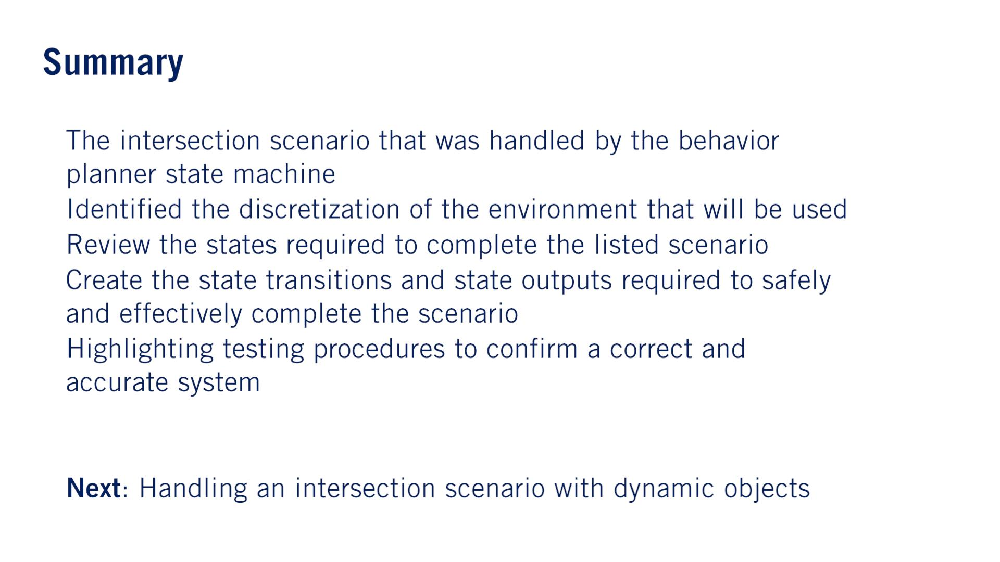 Summary
The intersection scenario that was handled by the behavior
planner state machine
Identified the discretization of the environment that will be used
Review the states required to complete the listed scenario
Create the state transitions and state outputs required to safely
and effectively complete the scenario
Highlighting testing procedures to confirm a correct and
accurate system
Next: Handling an intersection scenario with dynamic objects